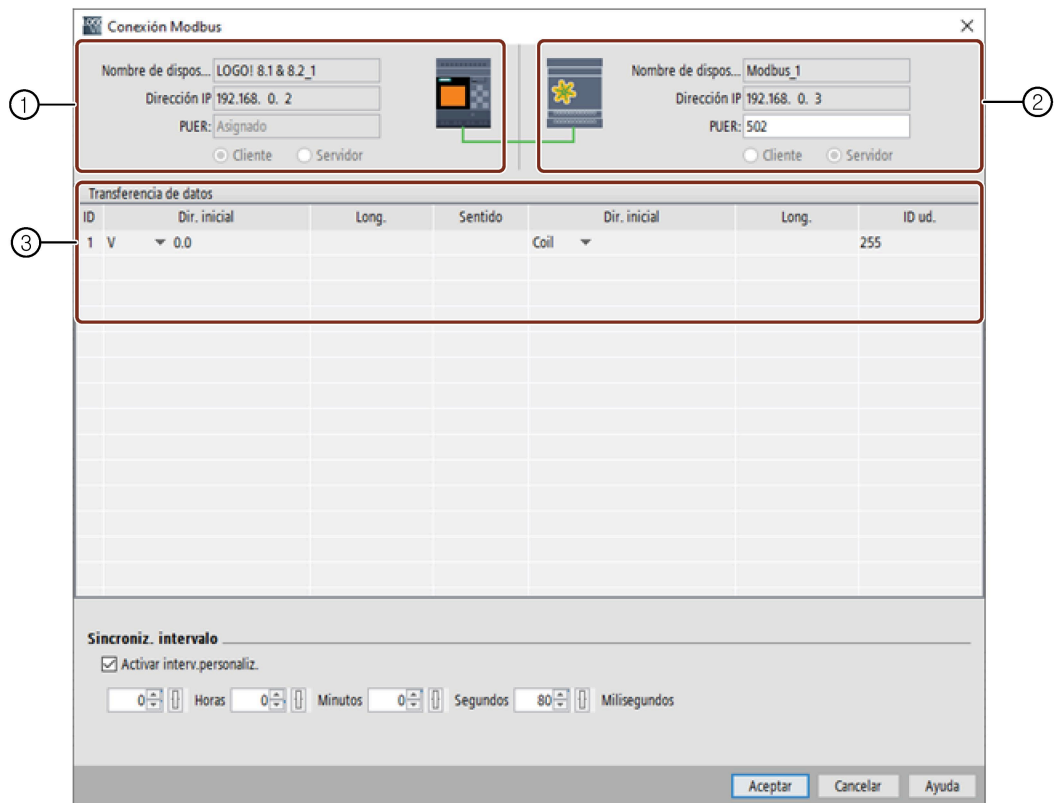 Conexión Modbus
Nombre de dispos... LOGO! 8.1 & 8.2_1
Dirección IP 192.168. 0. 2
PUER: Asignado
Cliente Servidor
Nombre de dispos... Modbus_1
Dirección IP 192.168. 0. 3
PUER: 502
Cliente Servidor
1
2
Transferencia de datos
ID Dir. inicial Long. Sentido Dir. inicial Long. ID ud.
3
1 V 0.0 Coil 255
Sincroniz. intervalo
Activar interv.personaliz.
0 Horas 0 Minutos 0 Segundos 80 Milisegundos
Aceptar Cancelar Ayuda